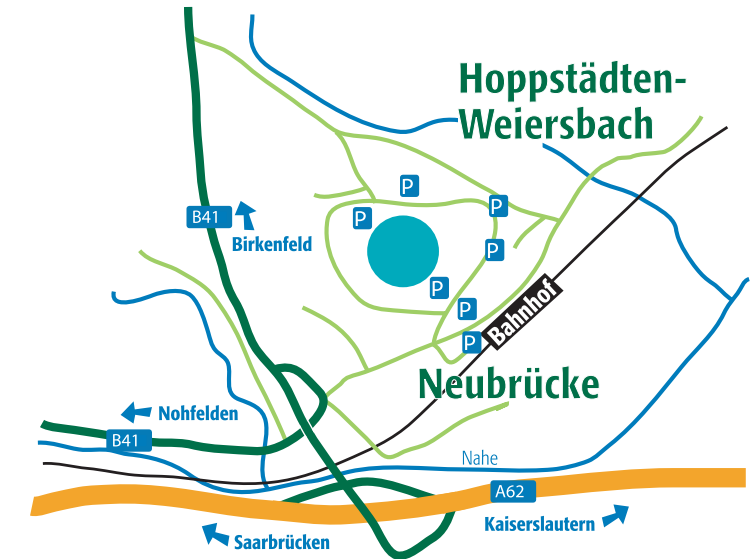 Hoppstädten-
Weiersbach
P
P
P
B41
Birkenfeld
P
P
P
Bahnhof
P
Neubrücke
Nohfelden
B41
Nahe
A62
Kaiserslautern
Saarbrücken